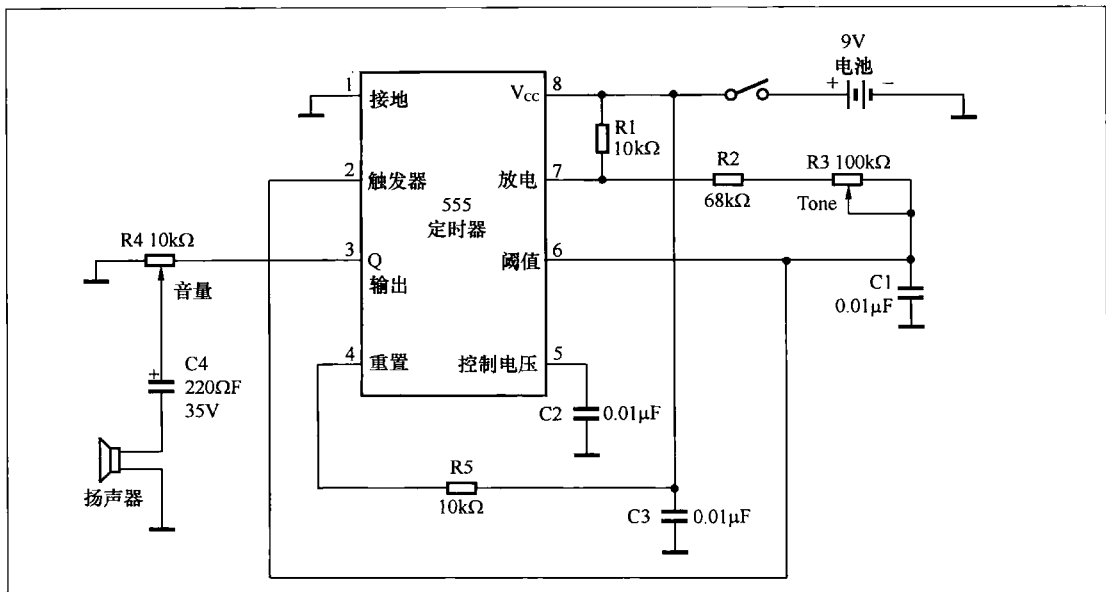 9V
电池
+
−
1
接地
V_CC
8
R1
10kΩ
2
触发器
放电
7
R2
68kΩ
R3 100kΩ
Tone
555
定时器
R4 10kΩ
音量
3
Q
输出
阈值
6
C1
0.01μF
4
重置
控制电压
5
C2
0.01μF
+
C4
220ΩF
35V
扬声器
R5
10kΩ
C3
0.01μF